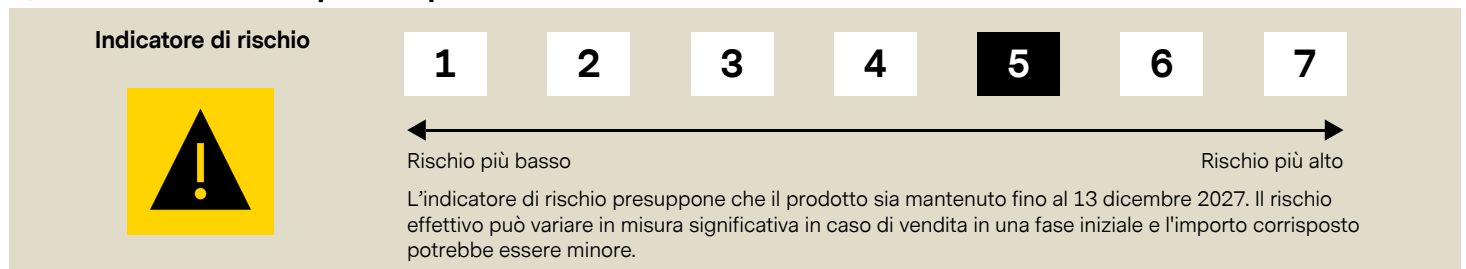 Indicatore di rischio
1 2 3 4 5 6 7
Rischio più basso Rischio più alto
L'indicatore di rischio presuppone che il prodotto sia mantenuto fino al 13 dicembre 2027. Il rischio
effettivo può variare in misura significativa in caso di vendita in una fase iniziale e l'importo corrisposto
potrebbe essere minore.